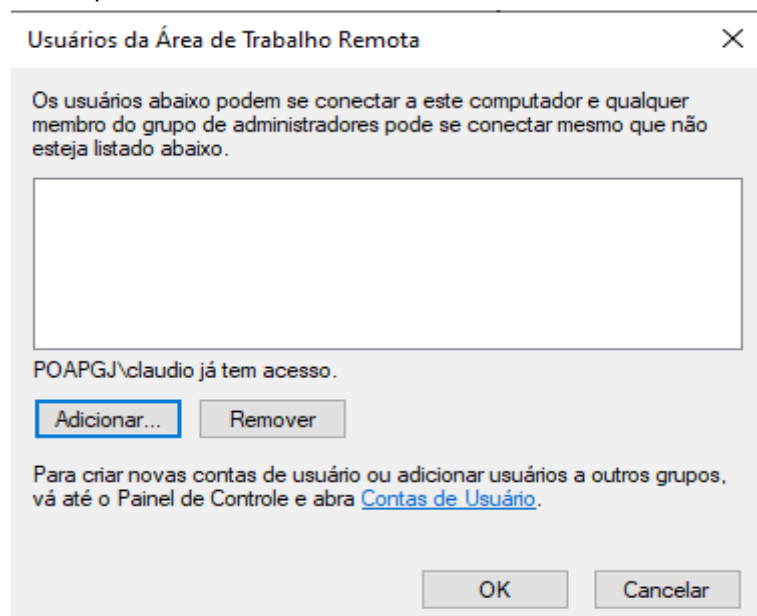 Usuários da Área de Trabalho Remota
Os usuários abaixo podem se conectar a este computador e qualquer
membro do grupo de administradores pode se conectar mesmo que não
esteja listado abaixo.
POAPGJ\claudio já tem acesso.
Adicionar... Remover
Para criar novas contas de usuário ou adicionar usuários a outros grupos,
vá até o Painel de Controle e abra Contas de Usuário.
OK Cancelar